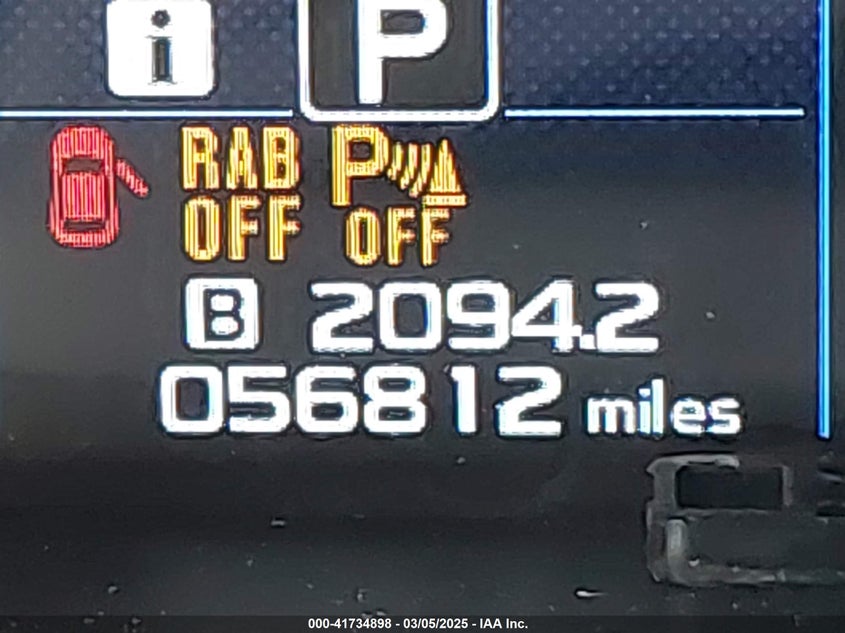 i P
RAB P
OFF OFF
B 2094.2
056812 miles
000-41734898 - 03/05/2025 - IAA Inc.